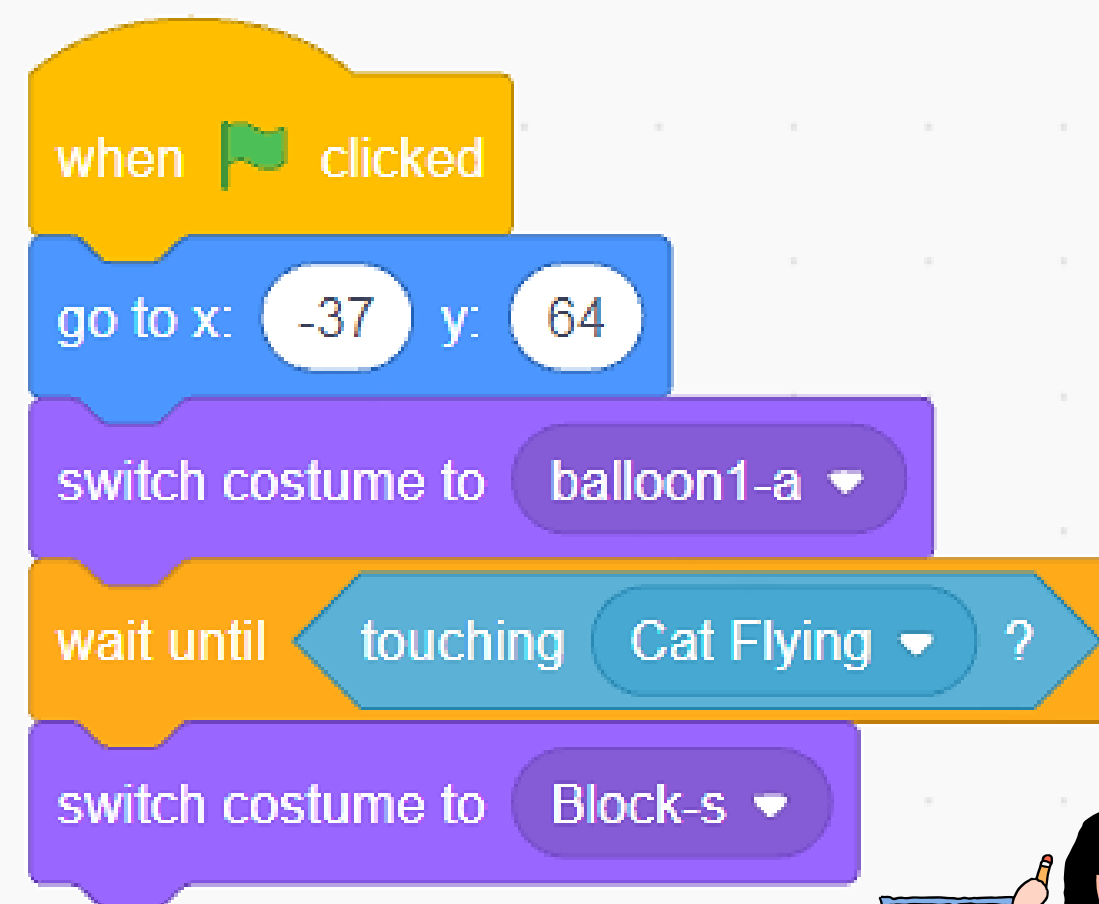 when clicked
go to x: -37 y: 64
switch costume to balloon1-a
wait until touching Cat Flying ?
switch costume to Block-s